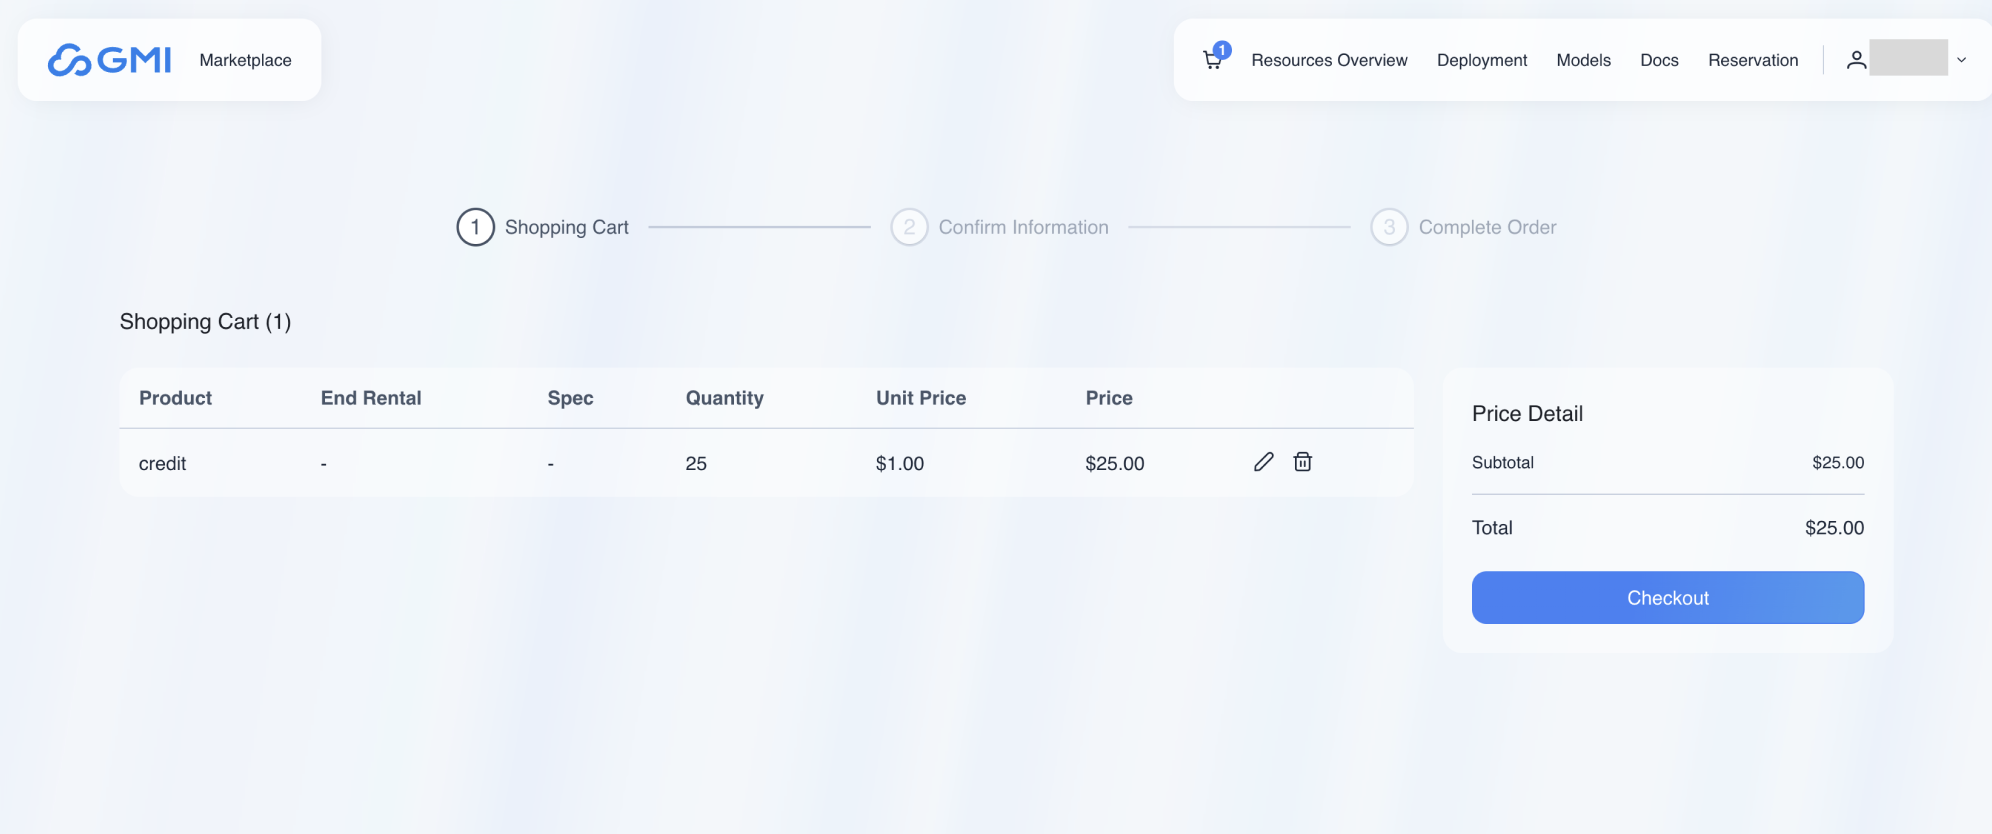 GMI Marketplace
1 Resources Overview Deployment Models Docs Reservation
1 Shopping Cart 2 Confirm Information 3 Complete Order
Shopping Cart (1)
Product End Rental Spec Quantity Unit Price Price
credit - - 25 $1.00 $25.00
Price Detail
Subtotal $25.00
Total $25.00
Checkout